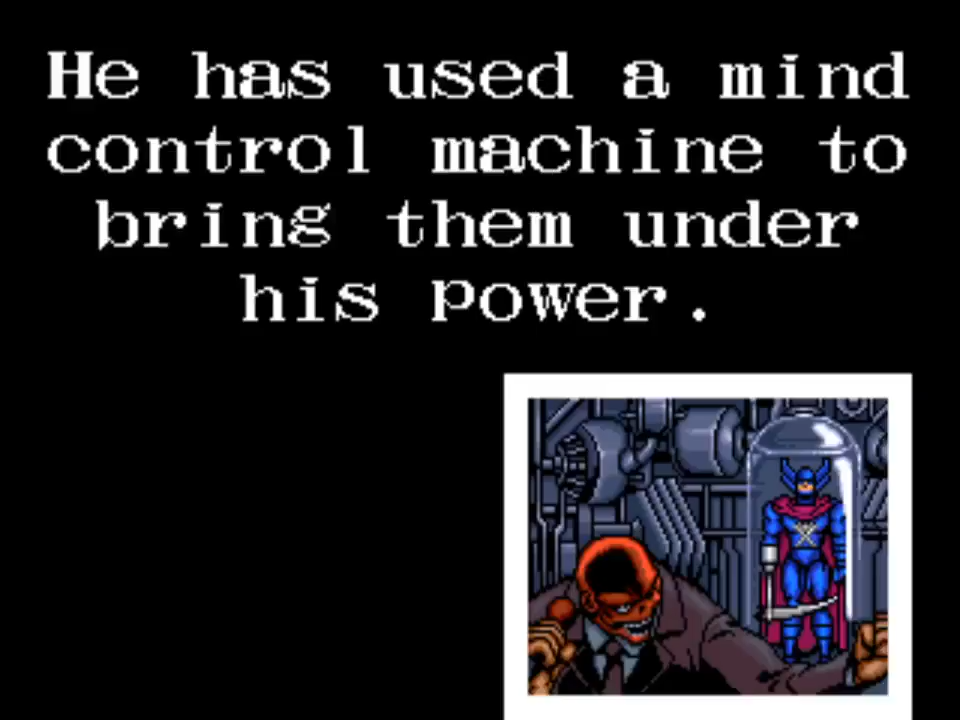 He has used a mind
control machine to
bring them under
his power.